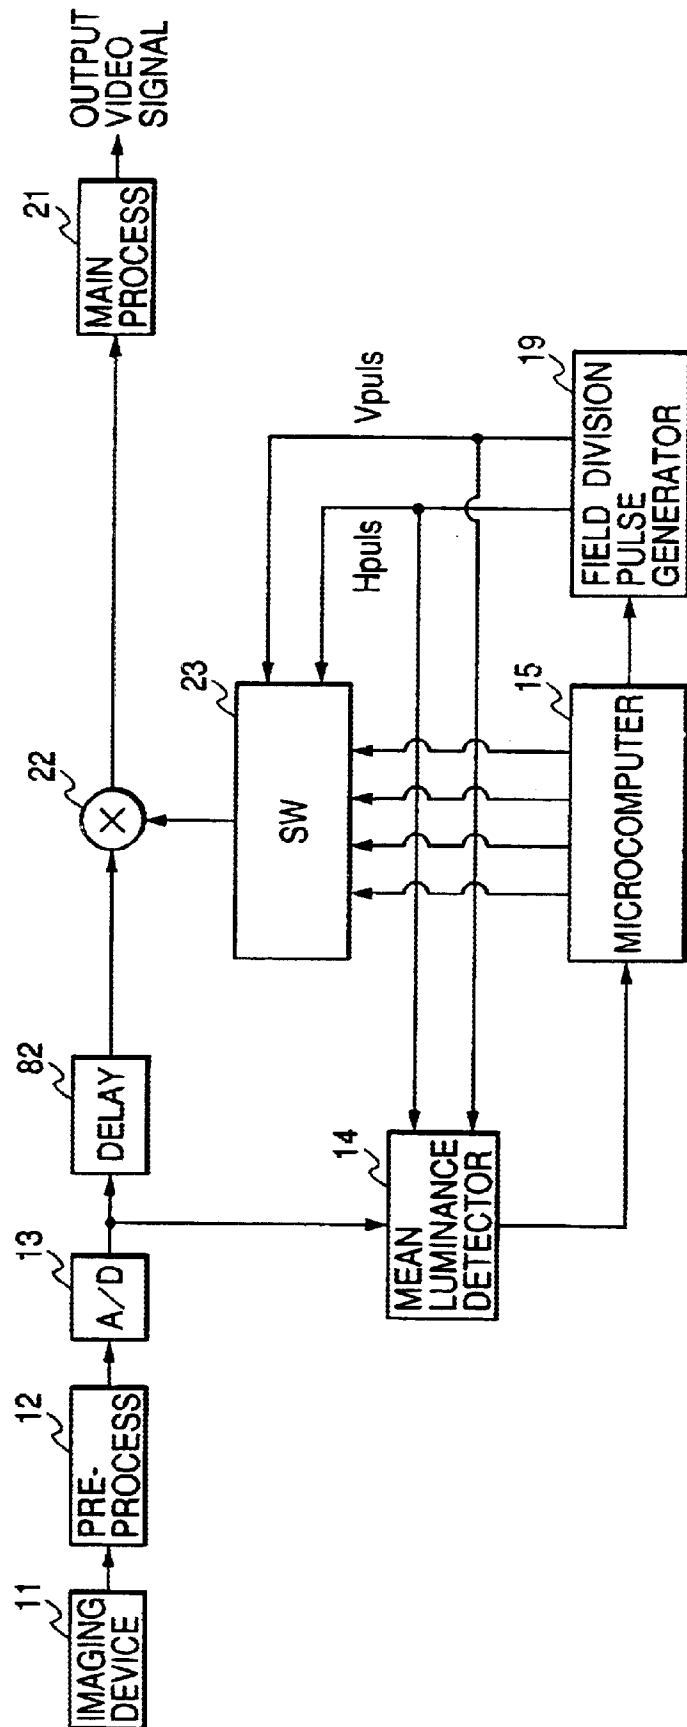 11
IMAGING
DEVICE
12
PRE-
PROCESS
13
A/D
82
DELAY
22
×
21
MAIN
PROCESS
OUTPUT
VIDEO
SIGNAL
23
SW
Hpuls
Vpuls
14
MEAN
LUMINANCE
DETECTOR
15
MICROCOMPUTER
19
FIELD DIVISION
PULSE
GENERATOR